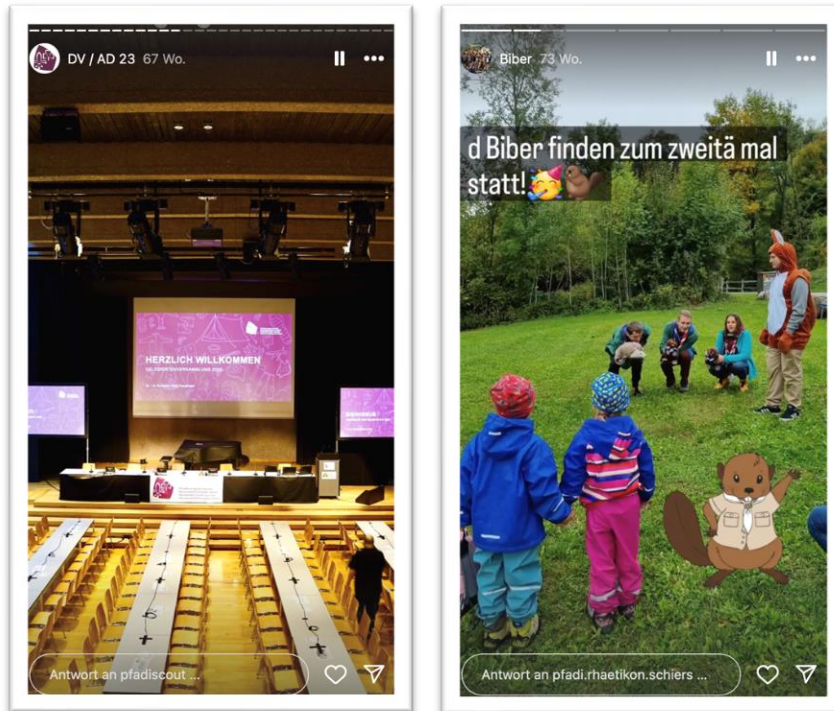 DV / AD 23 67 Wo.
HERZLICH WILLKOMMEN
Antwort an pfadiscout ...
Biber 73 Wo.
d Biber finden zum zweitä mal
statt!🥳🦫
Antwort an pfadi.rhaetikon.schiers ...